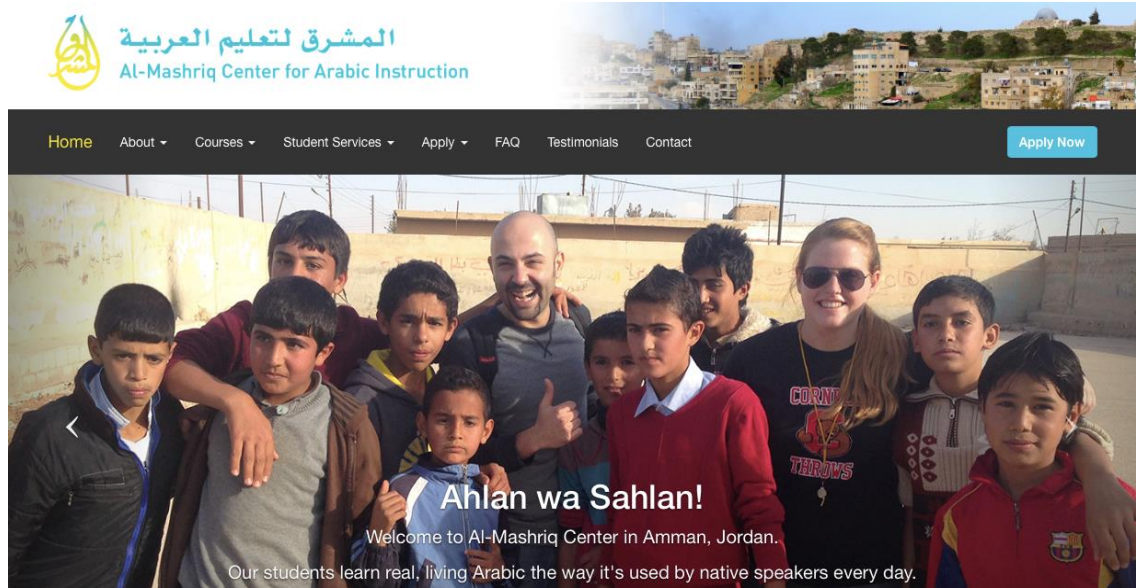 المشرق لتعليم العربية
Al-Mashriq Center for Arabic Instruction
Home About Courses Student Services Apply FAQ Testimonials Contact Apply Now
THROWS
Ahlan wa Sahlan!
Welcome to Al-Mashriq Center in Amman, Jordan.
Our students learn real, living Arabic the way it's used by native speakers every day.